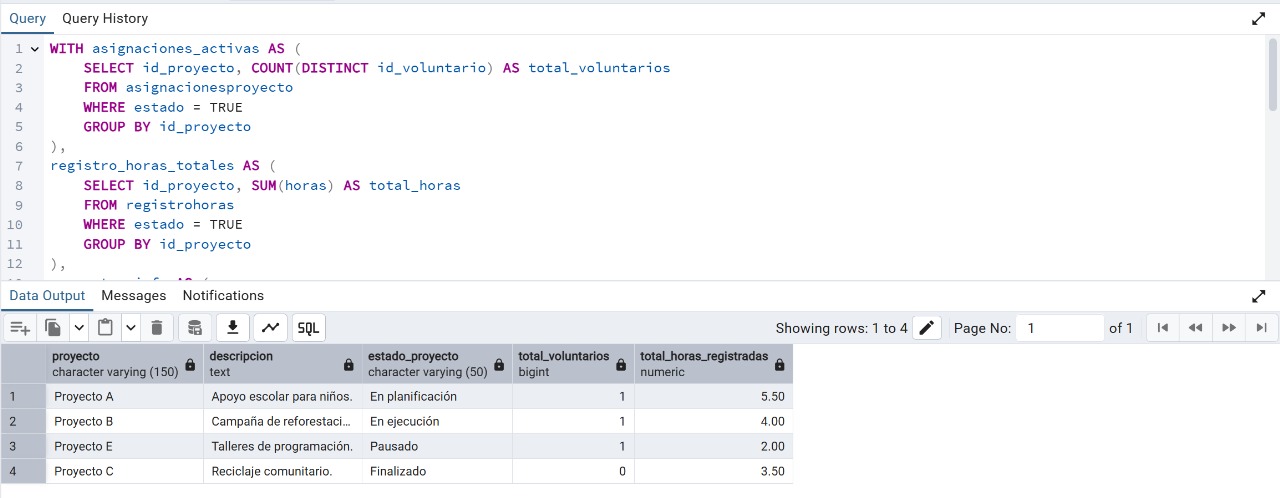 Query Query History
1 WITH asignaciones_activas AS (
2 SELECT id_proyecto, COUNT(DISTINCT id_voluntario) AS total_voluntarios
3 FROM asignacionesproyecto
4 WHERE estado = TRUE
5 GROUP BY id_proyecto
6 ),
7 registro_horas_totales AS (
8 SELECT id_proyecto, SUM(horas) AS total_horas
9 FROM registrohoras
10 WHERE estado = TRUE
11 GROUP BY id_proyecto
12 ),
Data Output Messages Notifications
SQL Showing rows: 1 to 4 Page No: 1 of 1
proyecto descripcion estado_proyecto total_voluntarios total_horas_registradas
character varying (150) text character varying (50) bigint numeric
1 Proyecto A Apoyo escolar para niños. En planificación 1 5.50
2 Proyecto B Campaña de reforestaci... En ejecución 1 4.00
3 Proyecto E Talleres de programación. Pausado 1 2.00
4 Proyecto C Reciclaje comunitario. Finalizado 0 3.50